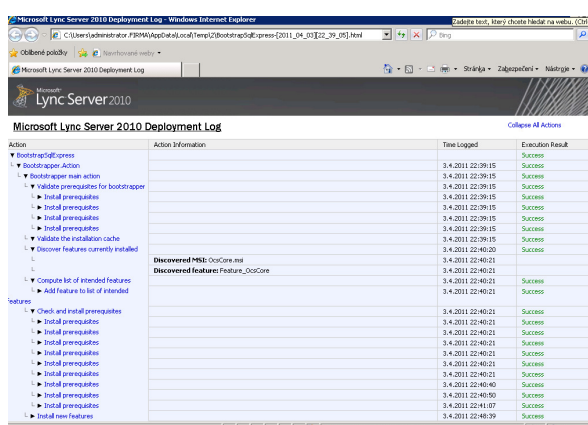 Microsoft Lync Server 2010 Deployment Log - Windows Internet Explorer
Zadejte text, který chcete hledat na webu. (Ctrl
C:\Users\administrator.FIRMA\AppData\Local\Temp\2\BootstrapSqlExpress-[2011_04_03][22_39_05].html
Bing
Oblíbené položky
Navrhované weby
Microsoft Lync Server 2010 Deployment Log
Stránka
Zabezpečení
Nástroje
Microsoft
Lync Server 2010
Microsoft Lync Server 2010 Deployment Log
Collapse All Actions
Action Action Information Time Logged Execution Result
▼ BootstrapSqlExpress Success
└ ▼ Bootstrapper.Action 3.4.2011 22:39:15 Success
└ ▼ Bootstrapper main action 3.4.2011 22:39:15 Success
└ ▼ Validate prerequisites for bootstrapper 3.4.2011 22:39:15 Success
└ ► Install prerequisites 3.4.2011 22:39:15 Success
└ ► Install prerequisites 3.4.2011 22:39:15 Success
└ ► Install prerequisites 3.4.2011 22:39:15 Success
└ ► Install prerequisites 3.4.2011 22:39:15 Success
└ ▼ Validate the installation cache 3.4.2011 22:39:15 Success
└ ▼ Discover features currently installed 3.4.2011 22:40:20 Success
└ Discovered MSI: OcsCore.msi 3.4.2011 22:40:21
└ Discovered feature: Feature_OcsCore 3.4.2011 22:40:21
└ ▼ Compute list of intended features 3.4.2011 22:40:21 Success
└ ► Add feature to list of intended 3.4.2011 22:40:21 Success
features
└ ▼ Check and install prerequisites 3.4.2011 22:40:21 Success
└ ► Install prerequisites 3.4.2011 22:40:21 Success
└ ► Install prerequisites 3.4.2011 22:40:21 Success
└ ► Install prerequisites 3.4.2011 22:40:21 Success
└ ► Install prerequisites 3.4.2011 22:40:21 Success
└ ► Install prerequisites 3.4.2011 22:40:21 Success
└ ► Install prerequisites 3.4.2011 22:40:40 Success
└ ► Install prerequisites 3.4.2011 22:40:50 Success
└ ► Install prerequisites 3.4.2011 22:41:07 Success
└ ► Install new features 3.4.2011 22:48:39 Success